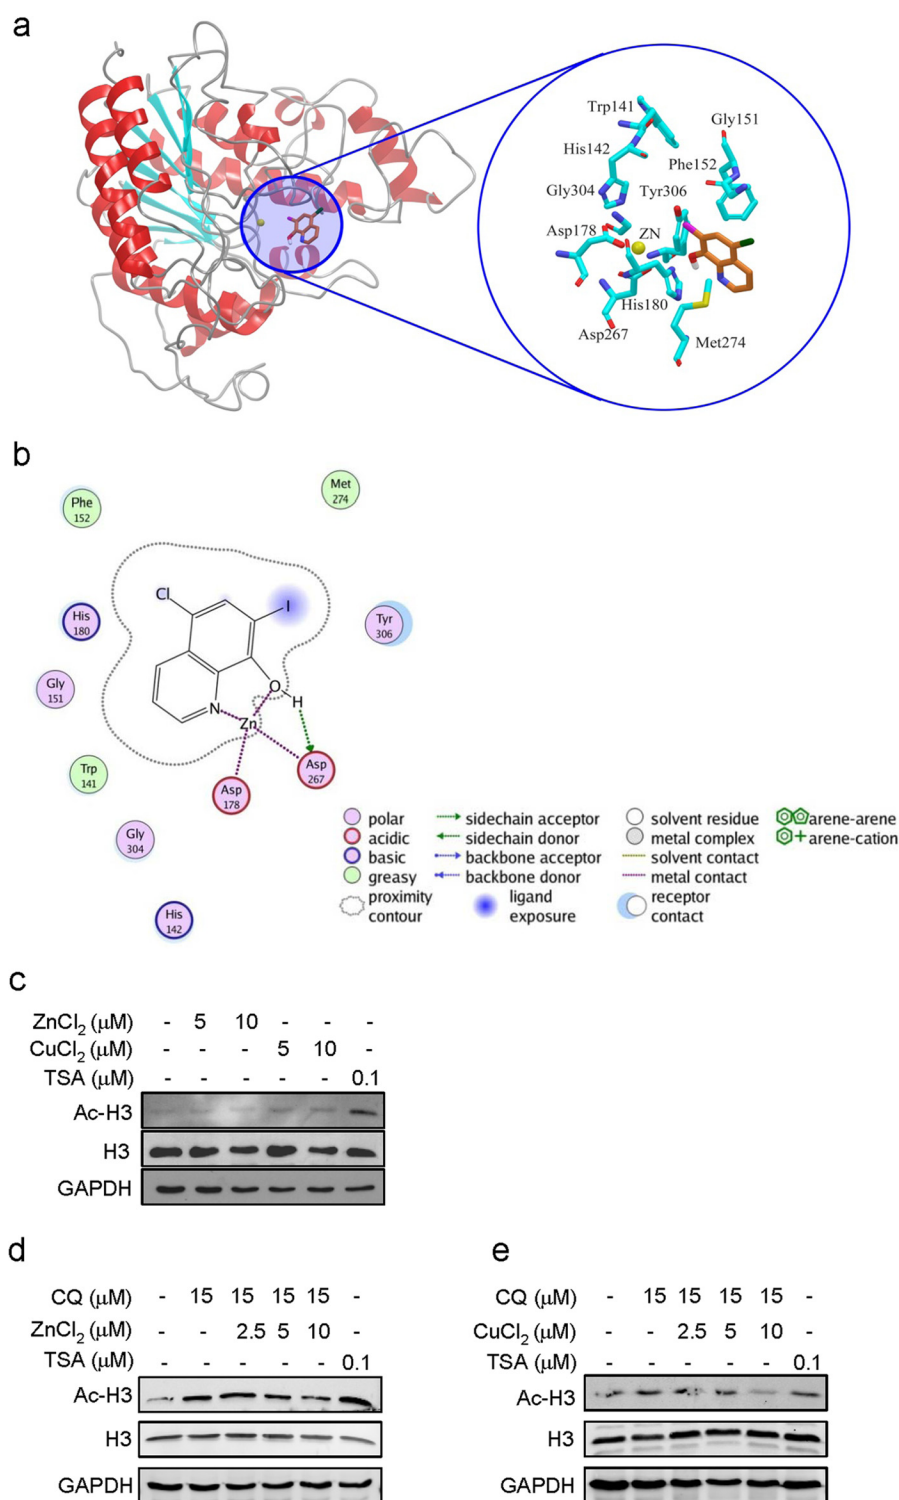 a
Trp141
Gly151
His142
Phe152
Gly304
Tyr306
Asp178
ZN
His180
Asp267
Met274
b
Met
274
Phe
152
Cl
I
His
180
Tyr
306
Gly
151
O
H
N
Zn
Trp
141
Asp
267
Asp
178
Gly
304
His
142
polar
sidechain acceptor
solvent residue
arene-arene
acidic
sidechain donor
metal complex
arene-cation
basic
backbone acceptor
solvent contact
greasy
backbone donor
metal contact
proximity
contour
ligand
exposure
receptor
contact
c
ZnCl2 (µM) - 5 10 - - -
CuCl2 (µM) - - - 5 10 -
TSA (µM) - - - - - 0.1
Ac-H3
H3
GAPDH
d
CQ (µM) - 15 15 15 15 -
ZnCl2 (µM) - - 2.5 5 10 -
TSA (µM) - - - - - 0.1
Ac-H3
H3
GAPDH
e
CQ (µM) - 15 15 15 15 -
CuCl2 (µM) - - 2.5 5 10 -
TSA (µM) - - - - - 0.1
Ac-H3
H3
GAPDH